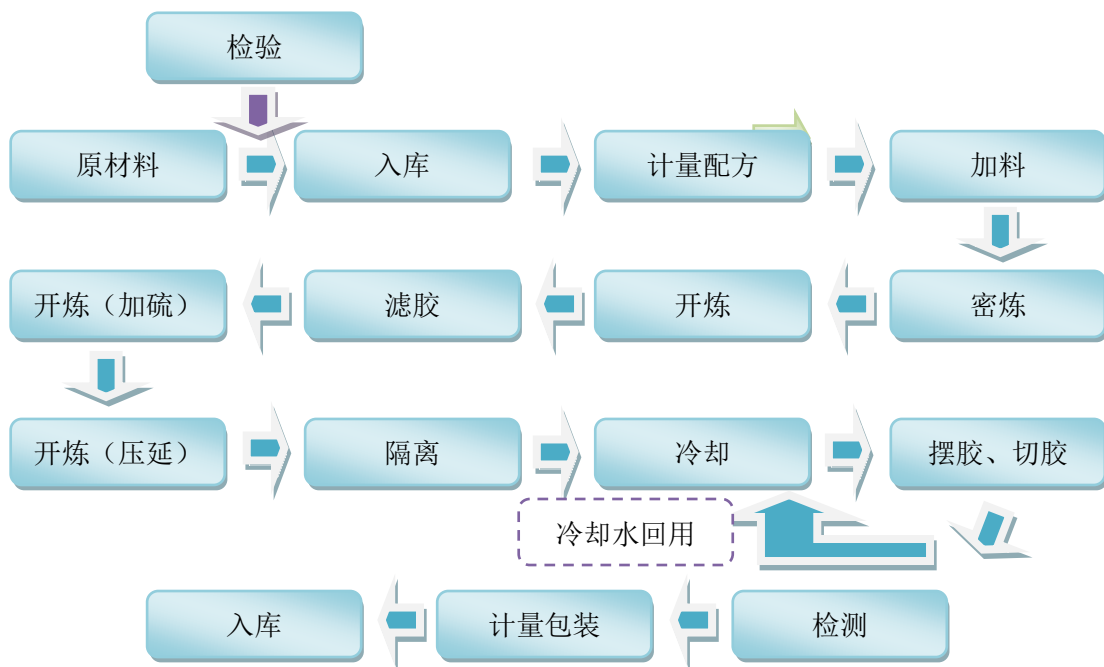 检验
原材料
入库
计量配方
加料
开炼（加硫）
滤胶
开炼
密炼
开炼（压延）
隔离
冷却
摆胶、切胶
冷却水回用
入库
计量包装
检测